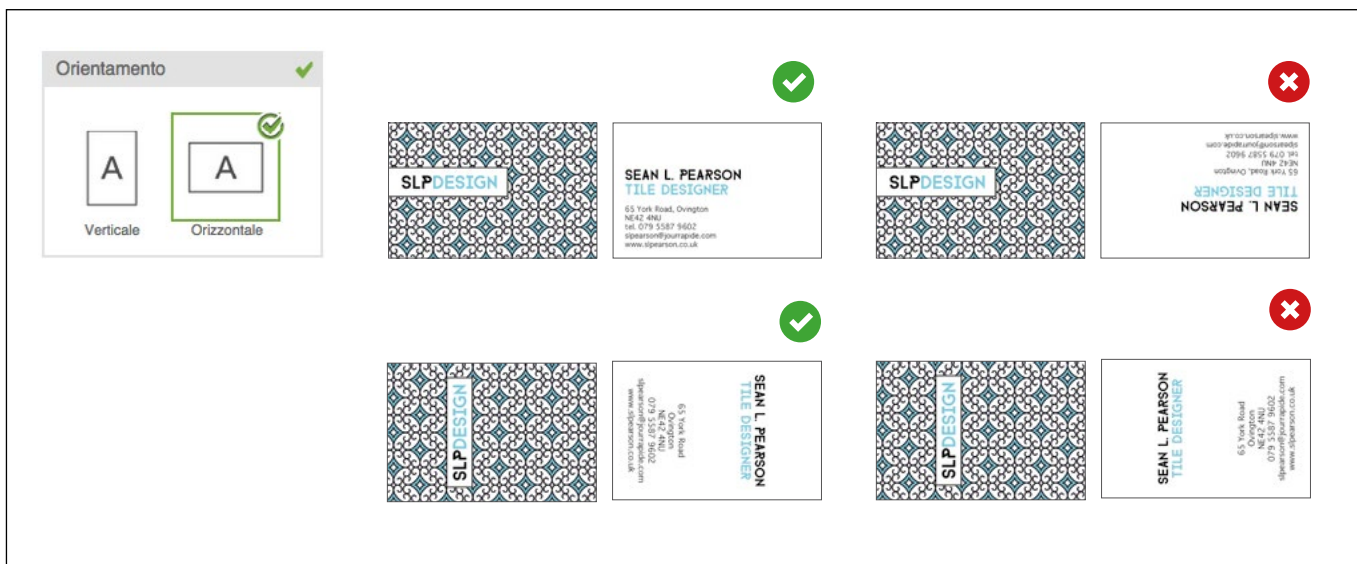 Orientamento
A
A
Verticale
Orizzontale
SLPDESIGN
SEAN L. PEARSON
TILE DESIGNER
65 York Road, Ovington
NE42 4NU
tel. 079 5587 9602
slpearson@jourrapide.com
www.slpearson.co.uk
SLPDESIGN
SEAN L. PEARSON
TILE DESIGNER
65 York Road, Ovington
NE42 4NU
tel. 079 5587 9602
slpearson@jourrapide.com
www.slpearson.co.uk
SLPDESIGN
SEAN L. PEARSON
TILE DESIGNER
65 York Road
Ovington
NE42 4NU
079 5587 9602
slpearson@jourrapide.com
www.slpearson.co.uk
SLPDESIGN
SEAN L. PEARSON
TILE DESIGNER
65 York Road
Ovington
NE42 4NU
079 5587 9602
slpearson@jourrapide.com
www.slpearson.co.uk